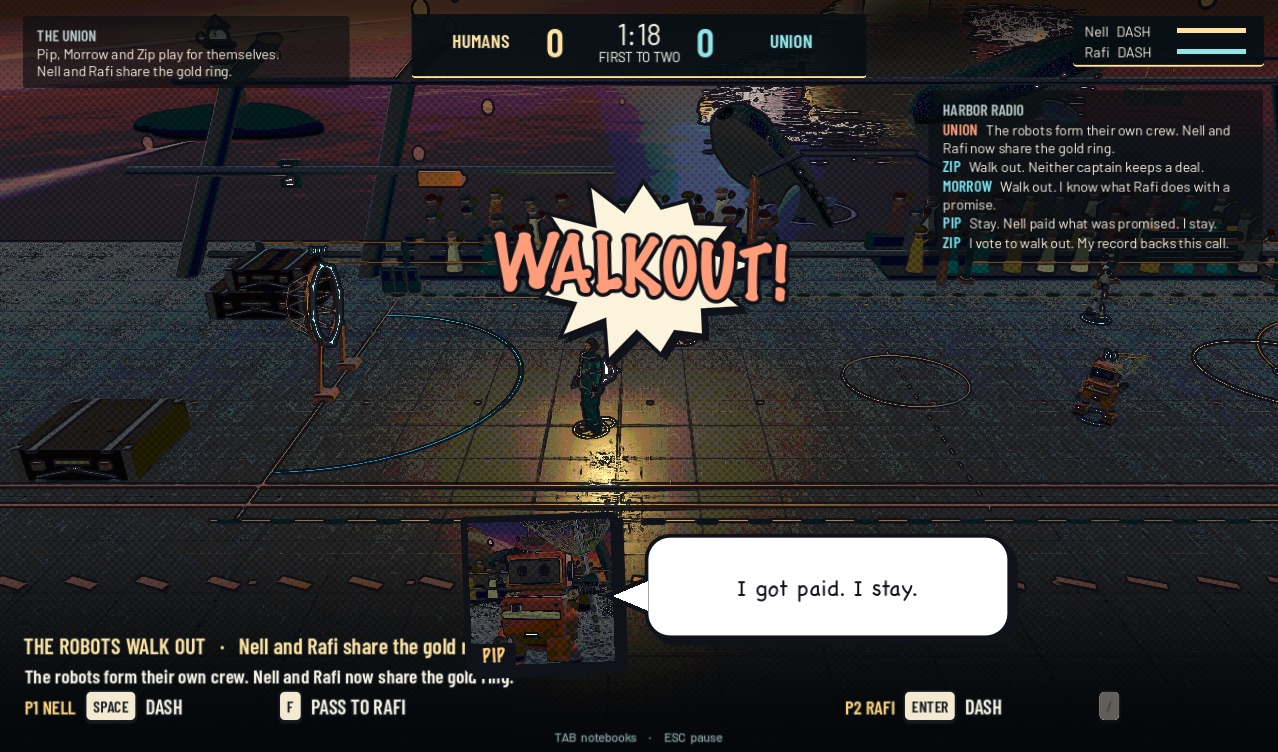 THE UNION
Pip, Morrow and Zip play for themselves.
Nell and Rafi share the gold ring.
HUMANS 0 1:18 0 UNION
FIRST TO TWO
Nell DASH
Rafi DASH
HARBOR RADIO
UNION The robots form their own crew. Nell and
Rafi now share the gold ring.
ZIP Walk out. Neither captain keeps a deal.
MORROW Walk out. I know what Rafi does with a
promise.
PIP Stay. Nell paid what was promised. I stay.
ZIP I vote to walk out. My record backs this call.
WALKOUT!
I got paid. I stay.
PIP
THE ROBOTS WALK OUT · Nell and Rafi share the gold
The robots form their own crew. Nell and Rafi now share the gold ring.
P1 NELL SPACE DASH F PASS TO RAFI P2 RAFI ENTER DASH /
TAB notebooks · ESC pause